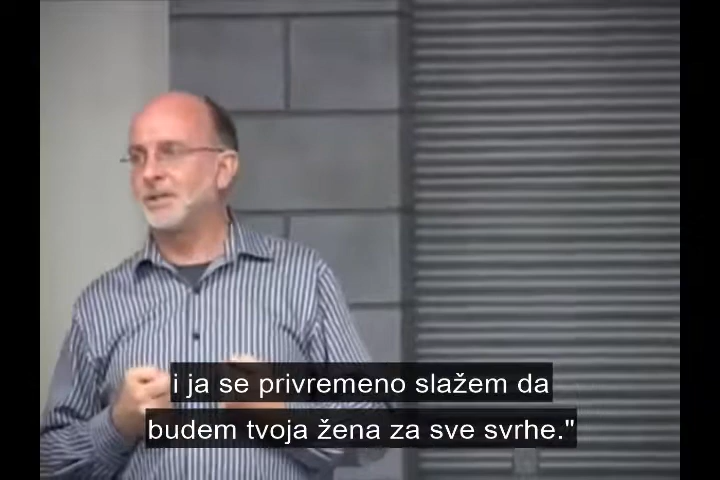 i ja se privremeno slažem da
budem tvoja žena za sve svrhe."